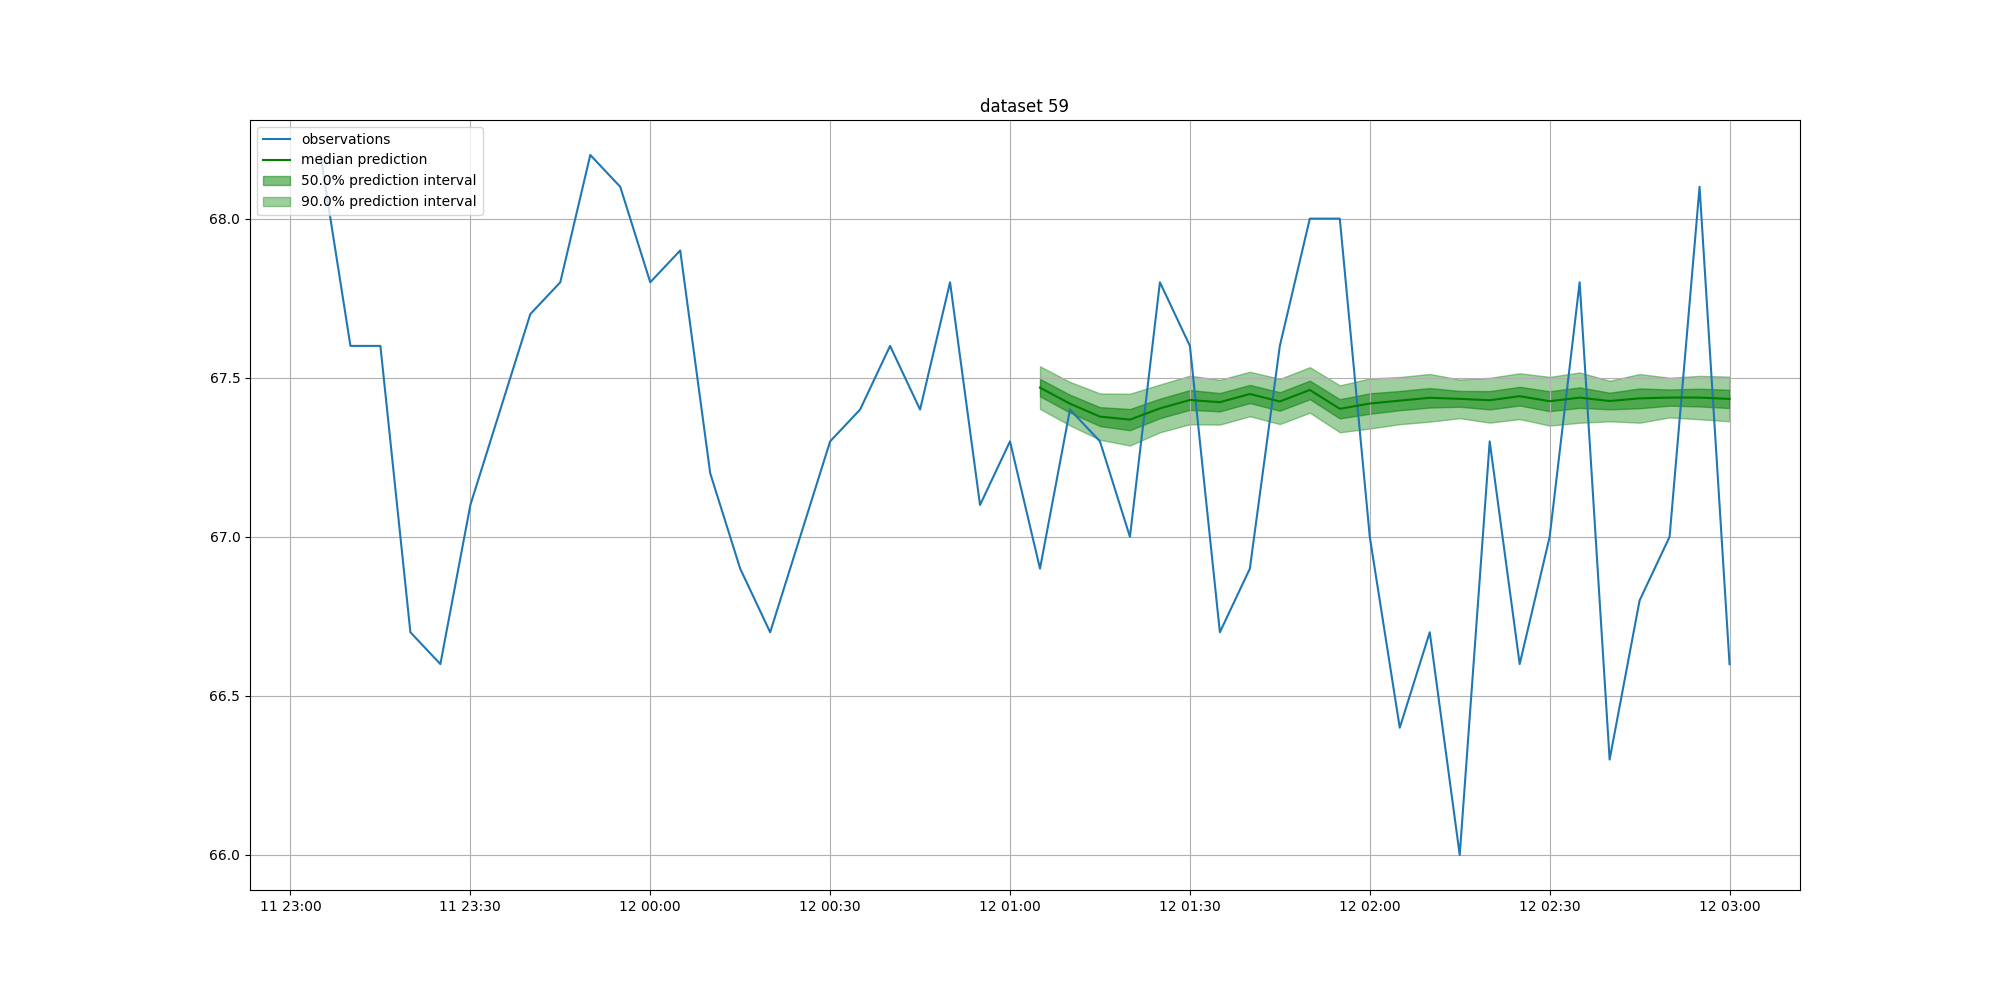 dataset 59
observations
median prediction
50.0% prediction interval
90.0% prediction interval
68.0
67.5
67.0
66.5
66.0
11 23:00
11 23:30
12 00:00
12 00:30
12 01:00
12 01:30
12 02:00
12 02:30
12 03:00